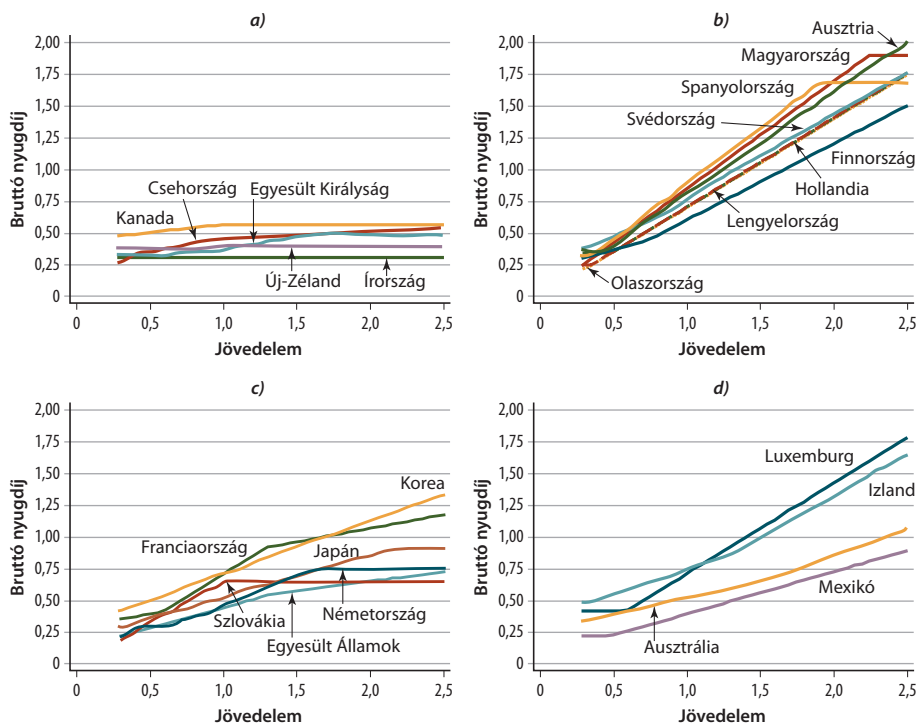 a)
Bruttó nyugdíj
2,00
1,75
1,50
1,25
1,00
0,75
0,50
0,25
0
Csehország
Egyesült Királyság
Kanada
Új-Zéland
Írország
0
0,5
1,0
1,5
2,0
2,5
Jövedelem
b)
Bruttó nyugdíj
2,00
1,75
1,50
1,25
1,00
0,75
0,50
0,25
0
Ausztria
Magyarország
Spanyolország
Svédország
Finnország
Hollandia
Lengyelország
Olaszország
0
0,5
1,0
1,5
2,0
2,5
Jövedelem
c)
Bruttó nyugdíj
2,00
1,75
1,50
1,25
1,00
0,75
0,50
0,25
0
Korea
Franciaország
Japán
Szlovákia
Németország
Egyesült Államok
0
0,5
1,0
1,5
2,0
2,5
Jövedelem
d)
Bruttó nyugdíj
2,00
1,75
1,50
1,25
1,00
0,75
0,50
0,25
0
Luxemburg
Izland
Mexikó
Ausztrália
0
0,5
1,0
1,5
2,0
2,5
Jövedelem